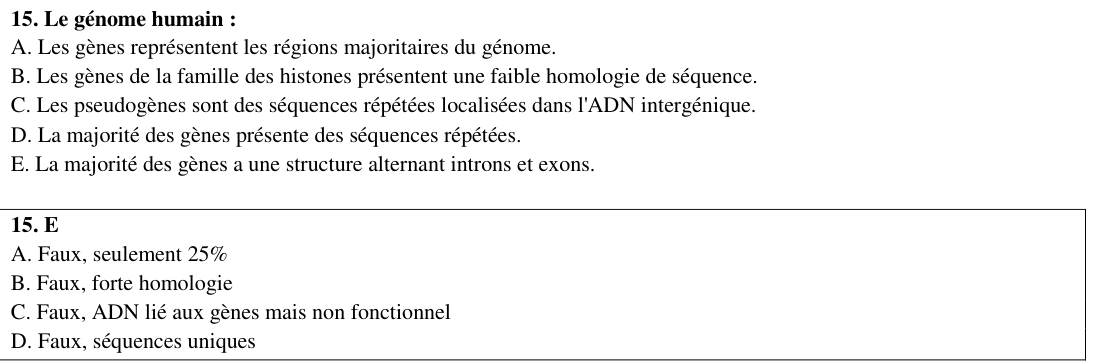 15. Le génome humain :
A. Les gènes représentent les régions majoritaires du génome.
B. Les gènes de la famille des histones présentent une faible homologie de séquence.
C. Les pseudogènes sont des séquences répétées localisées dans l'ADN intergénique.
D. La majorité des gènes présente des séquences répétées.
E. La majorité des gènes a une structure alternant introns et exons.
15. E
A. Faux, seulement 25%
B. Faux, forte homologie
C. Faux, ADN lié aux gènes mais non fonctionnel
D. Faux, séquences uniques